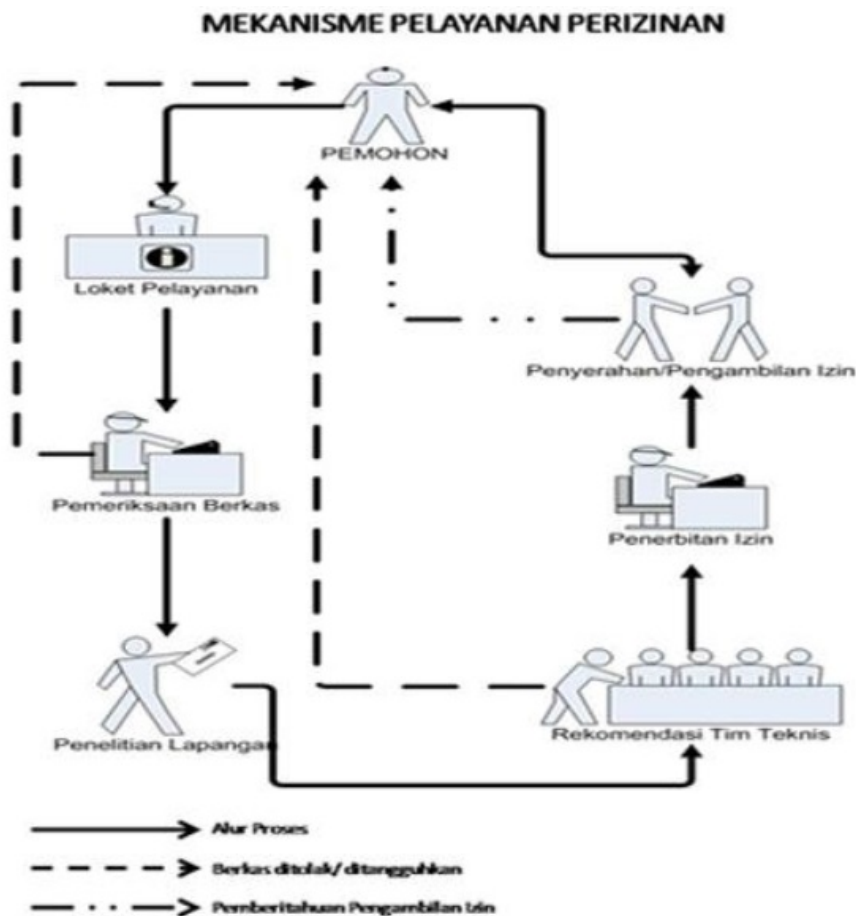 MEKANISME PELAYANAN PERIZINAN
PEMOHON
Loket Pelayanan
Penyerahan/Pengambilan Izin
Pemeriksaan Berkas
Penerbitan Izin
Penelitian Lapangan
Rekomendasi Tim Teknis
Alur Proses
Berkas ditolak/ ditangguhkan
Pemberitahuan Pengambilan Izin